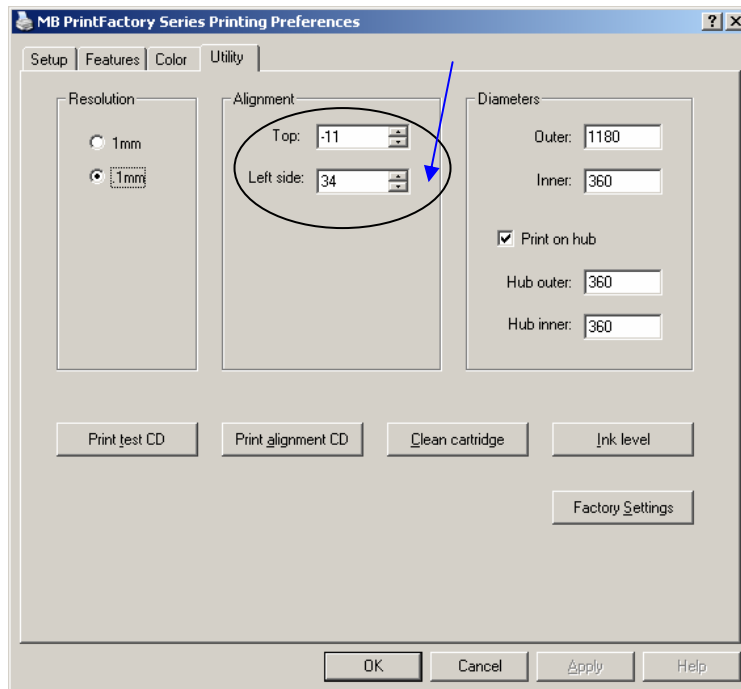 MB PrintFactory Series Printing Preferences
Setup Features Color Utility
Resolution
1mm
.1mm
Alignment
Top: -11
Left side: 34
Diameters
Outer: 1180
Inner: 360
Print on hub
Hub outer: 360
Hub inner: 360
Print test CD Print alignment CD Clean cartridge Ink level
Factory Settings
OK Cancel Apply Help